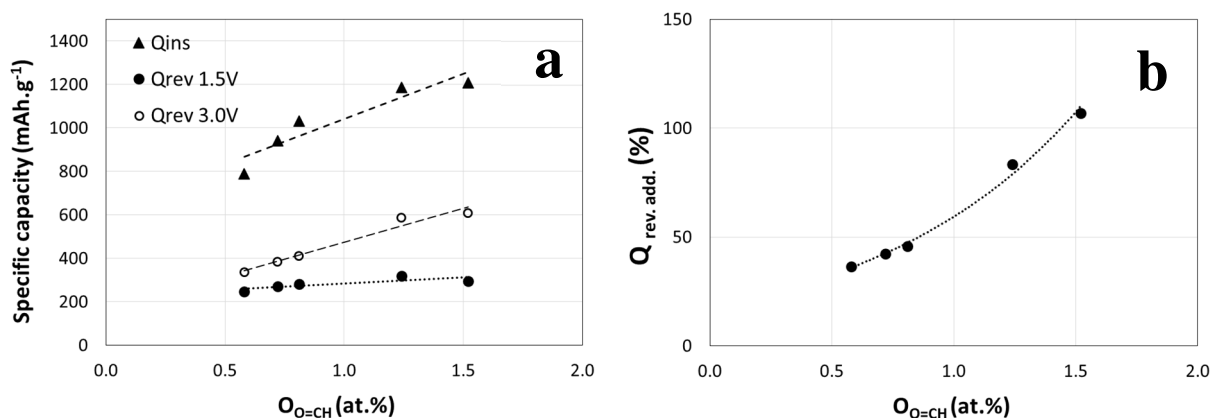 1400
1200
1000
800
600
400
200
0
0.0 0.5 1.0 1.5 2.0
Specific capacity (mAh.g⁻¹)
O_O=CH (at.%)
Qins
Qrev 1.5V
Qrev 3.0V
a
150
100
50
0
0.0 0.5 1.0 1.5 2.0
Q rev. add. (%)
O_O=CH (at.%)
b